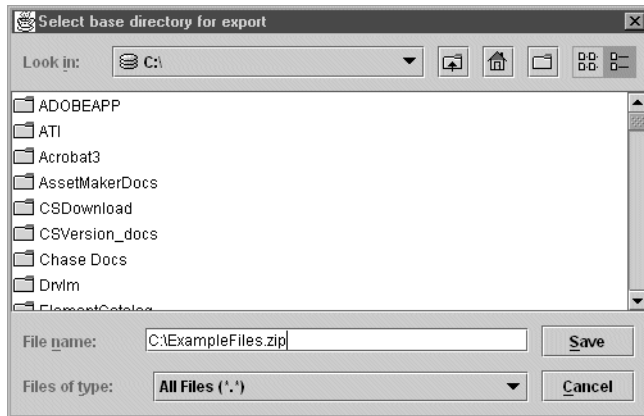 Select base directory for export
Look in: C:\
ADOBEAPP
ATI
Acrobat3
AssetMakerDocs
CSDownload
CSVersion_docs
Chase Docs
Drvlm
ElementCatalog
File name: C:\ExampleFiles.zip Save
Files of type: All Files (*.*) Cancel